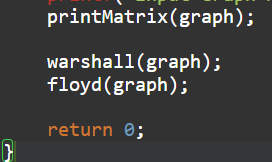 printMatrix(graph);
warshall(graph);
floyd(graph);
return 0;
}